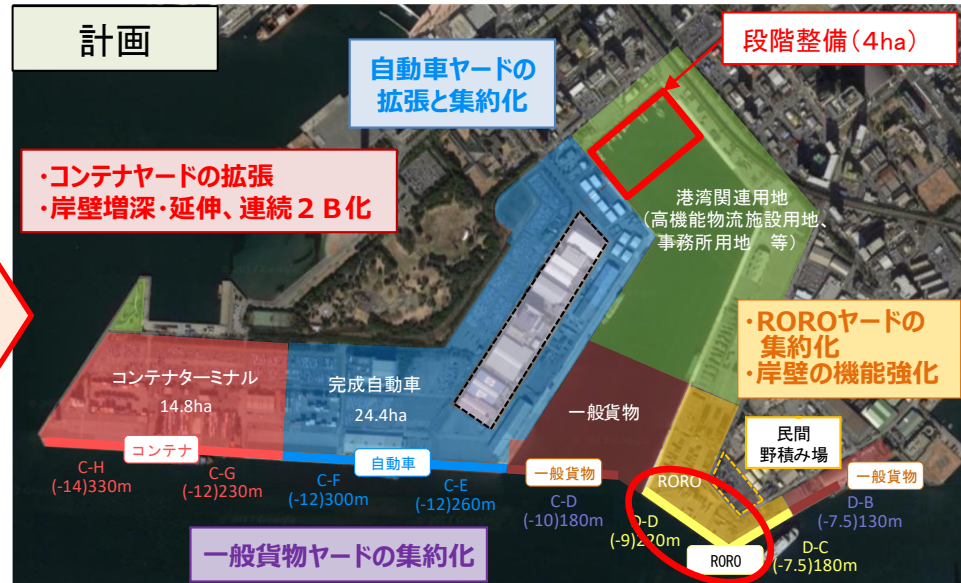 計画
段階整備（4ha）
自動車ヤードの
拡張と集約化
・コンテナヤードの拡張
・岸壁増深・延伸、連続２Ｂ化
港湾関連用地
（高機能物流施設用地、
事務所用地　等）
・ROROヤードの
集約化
・岸壁の機能強化
コンテナターミナル
14.8ha
完成自動車
24.4ha
一般貨物
民間
野積み場
RORO
コンテナ
自動車
一般貨物
一般貨物
C-H
(-14)330m
C-G
(-12)230m
C-F
(-12)300m
C-E
(-12)260m
C-D
(-10)180m
D-D
(-9)220m
RORO
D-C
(-7.5)180m
D-B
(-7.5)130m
一般貨物ヤードの集約化